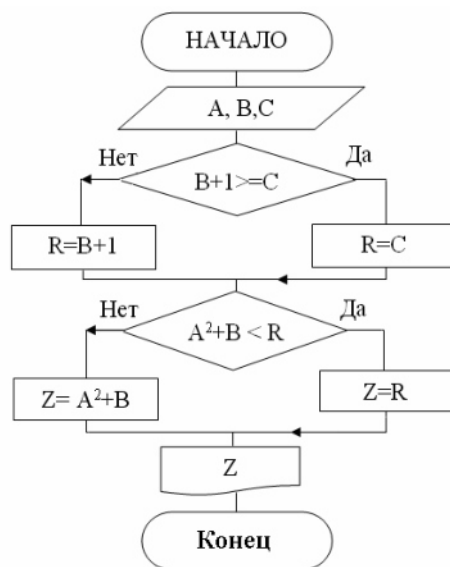 НАЧАЛО
A, B,C
Нет
Да
B+1>=C
R=B+1
R=C
Нет
Да
A²+B < R
Z= A²+B
Z=R
Z
Конец